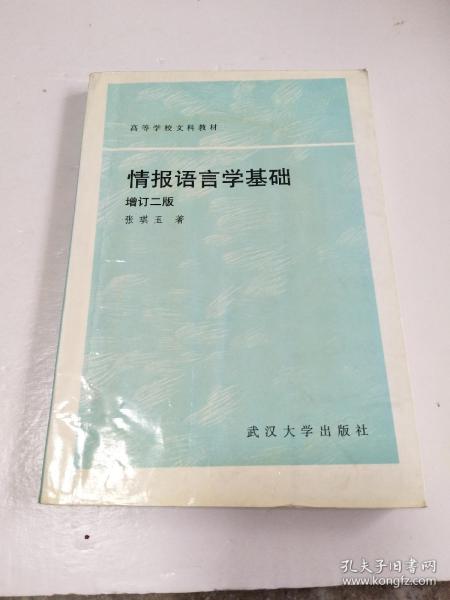 高等学校文科教材
情报语言学基础
增订二版
张琪玉 著
武汉大学出版社
孔夫子旧书网
www.kongfz.com